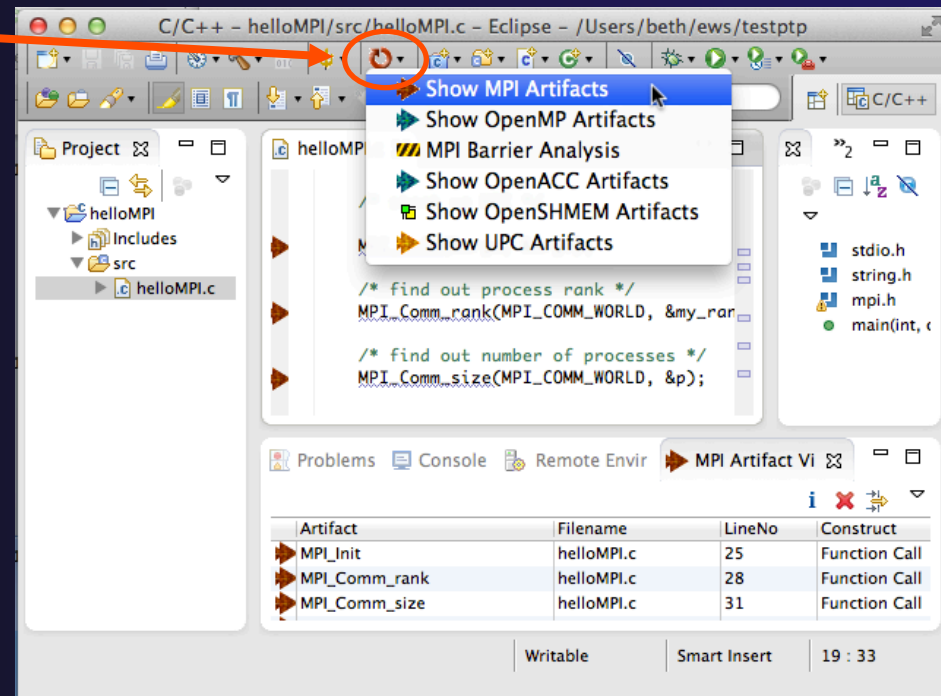 C/C++ – helloMPI/src/helloMPI.c – Eclipse – /Users/beth/ews/testptp
C/C++
Show MPI Artifacts
Show OpenMP Artifacts
MPI Barrier Analysis
Show OpenACC Artifacts
Show OpenSHMEM Artifacts
Show UPC Artifacts
Project
helloMPI
Includes
src
helloMPI.c
helloMP
/*
M
/* find out process rank */
MPI_Comm_rank(MPI_COMM_WORLD, &my_ran
/* find out number of processes */
MPI_Comm_size(MPI_COMM_WORLD, &p);
»2
stdio.h
string.h
mpi.h
main(int, c
Problems
Console
Remote Envir
MPI Artifact Vi
Artifact Filename LineNo Construct
MPI_Init helloMPI.c 25 Function Call
MPI_Comm_rank helloMPI.c 28 Function Call
MPI_Comm_size helloMPI.c 31 Function Call
Writable Smart Insert 19 : 33